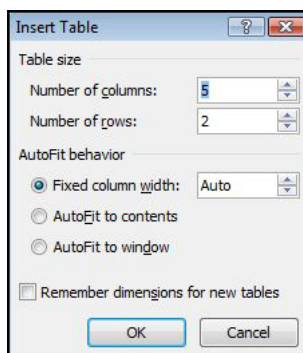 Insert Table
Table size
Number of columns: 5
Number of rows: 2
AutoFit behavior
Fixed column width: Auto
AutoFit to contents
AutoFit to window
Remember dimensions for new tables
OK Cancel